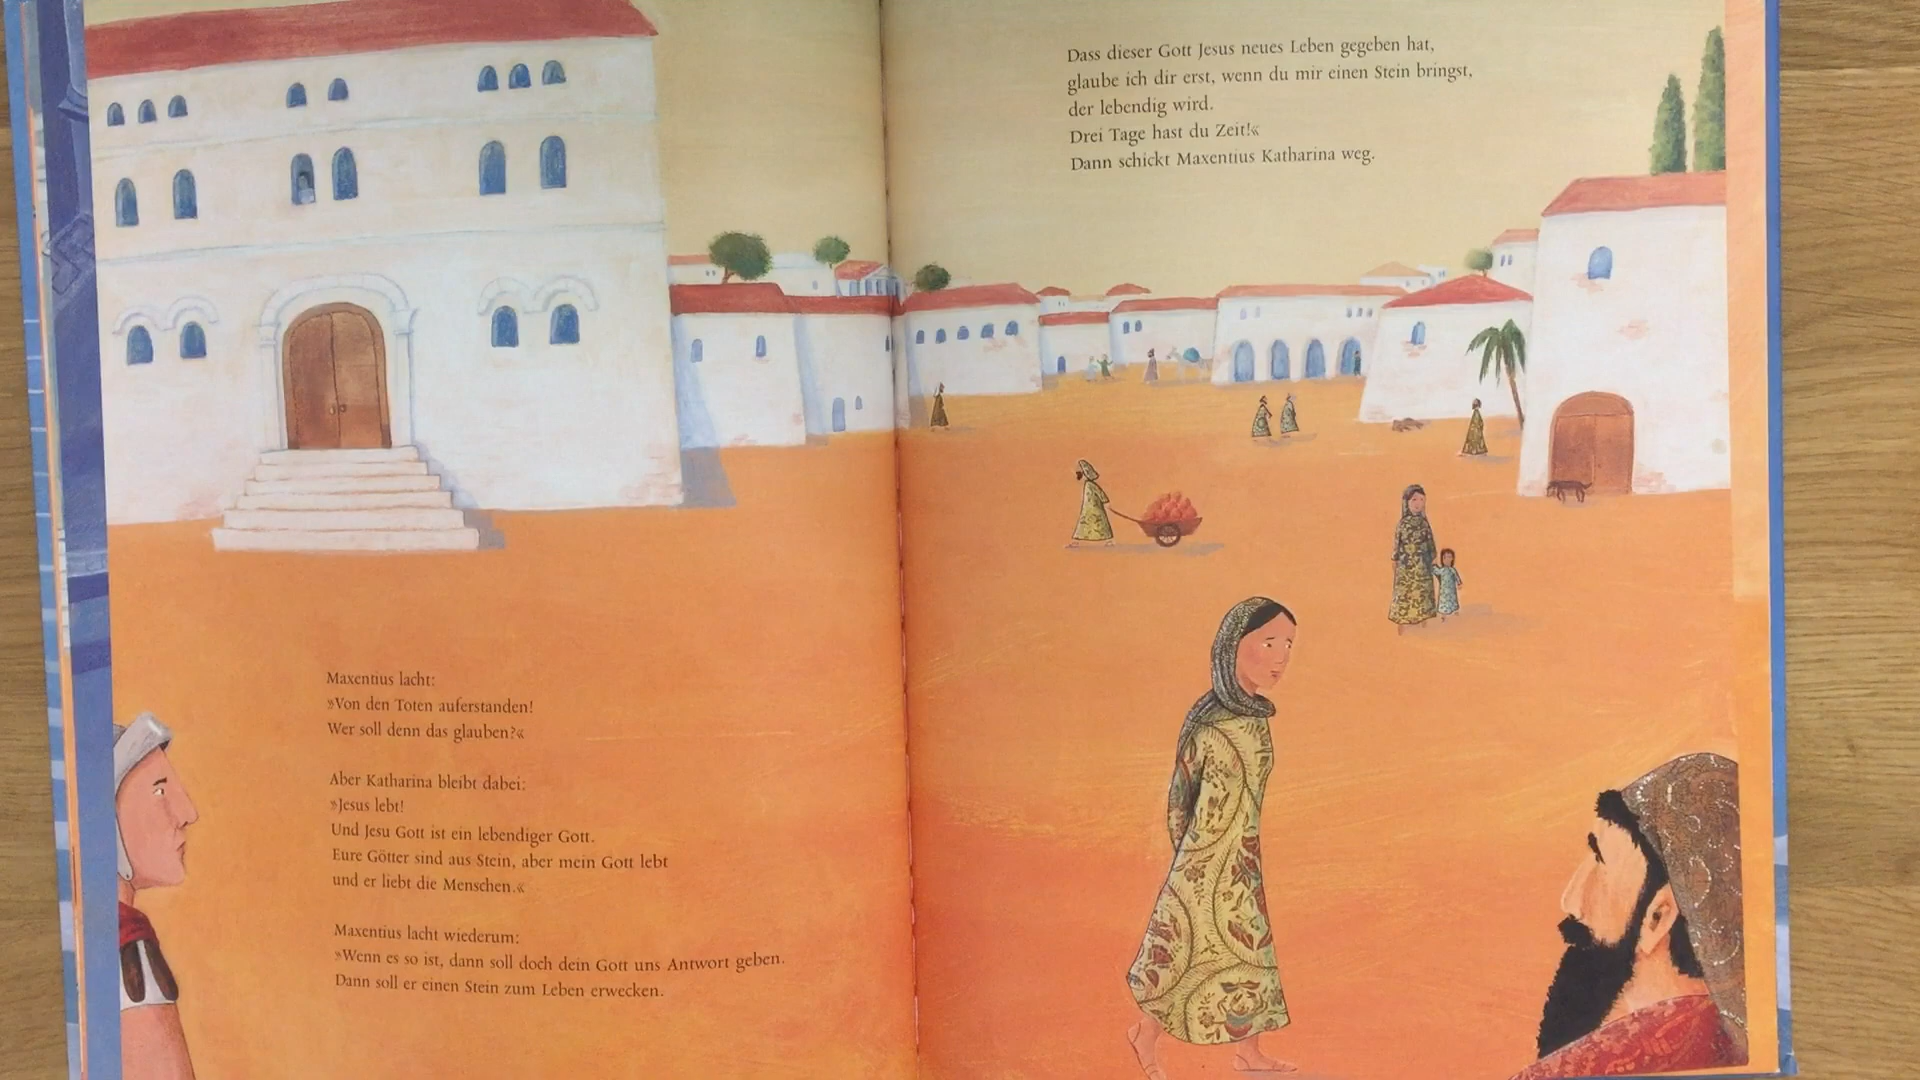 Maxentius lacht:
»Von den Toten auferstanden!
Wer soll denn das glauben?«
Aber Katharina bleibt dabei:
»Jesus lebt!
Und Jesu Gott ist ein lebendiger Gott.
Eure Götter sind aus Stein, aber mein Gott lebt
und er liebt die Menschen.«
Maxentius lacht wiederum:
»Wenn es so ist, dann soll doch dein Gott uns Antwort geben.
Dann soll er einen Stein zum Leben erwecken.
Dass dieser Gott Jesus neues Leben gegeben hat,
glaube ich dir erst, wenn du mir einen Stein bringst,
der lebendig wird.
Drei Tage hast du Zeit!«
Dann schickt Maxentius Katharina weg.